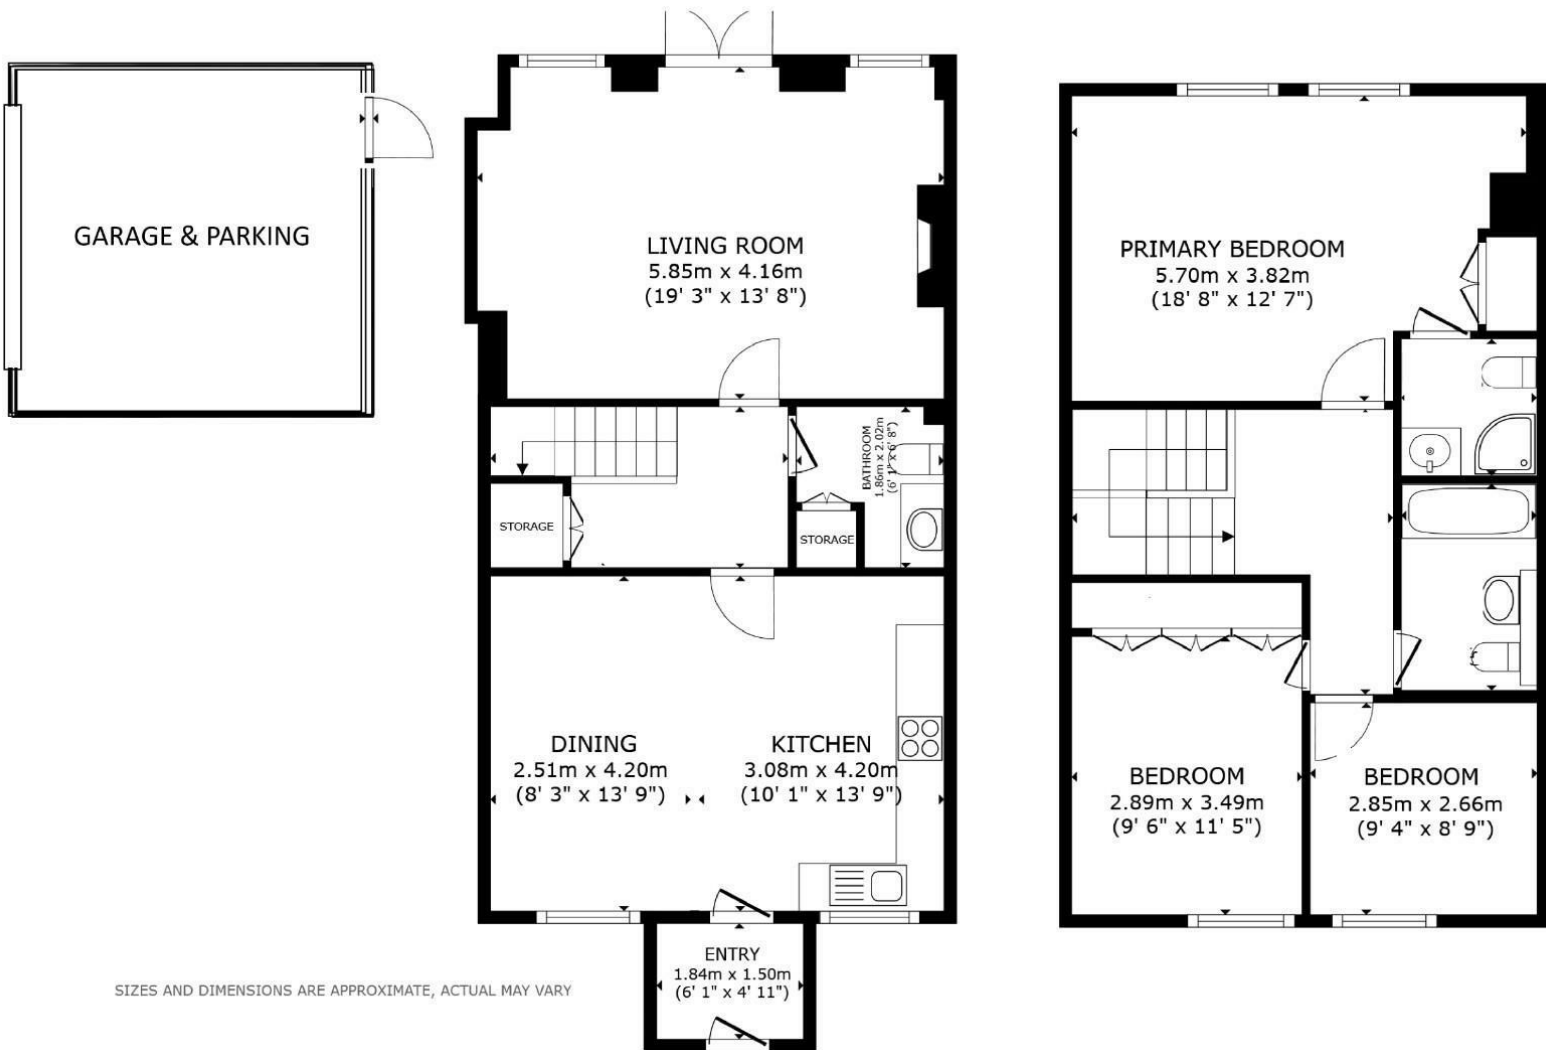 GARAGE & PARKING
LIVING ROOM
5.85m x 4.16m
(19' 3" x 13' 8")
BATHROOM
1.86m x 2.02m
(6' 1" x 6' 8")
STORAGE
STORAGE
DINING
2.51m x 4.20m
(8' 3" x 13' 9")
KITCHEN
3.08m x 4.20m
(10' 1" x 13' 9")
ENTRY
1.84m x 1.50m
(6' 1" x 4' 11")
PRIMARY BEDROOM
5.70m x 3.82m
(18' 8" x 12' 7")
BEDROOM
2.89m x 3.49m
(9' 6" x 11' 5")
BEDROOM
2.85m x 2.66m
(9' 4" x 8' 9")
SIZES AND DIMENSIONS ARE APPROXIMATE, ACTUAL MAY VARY